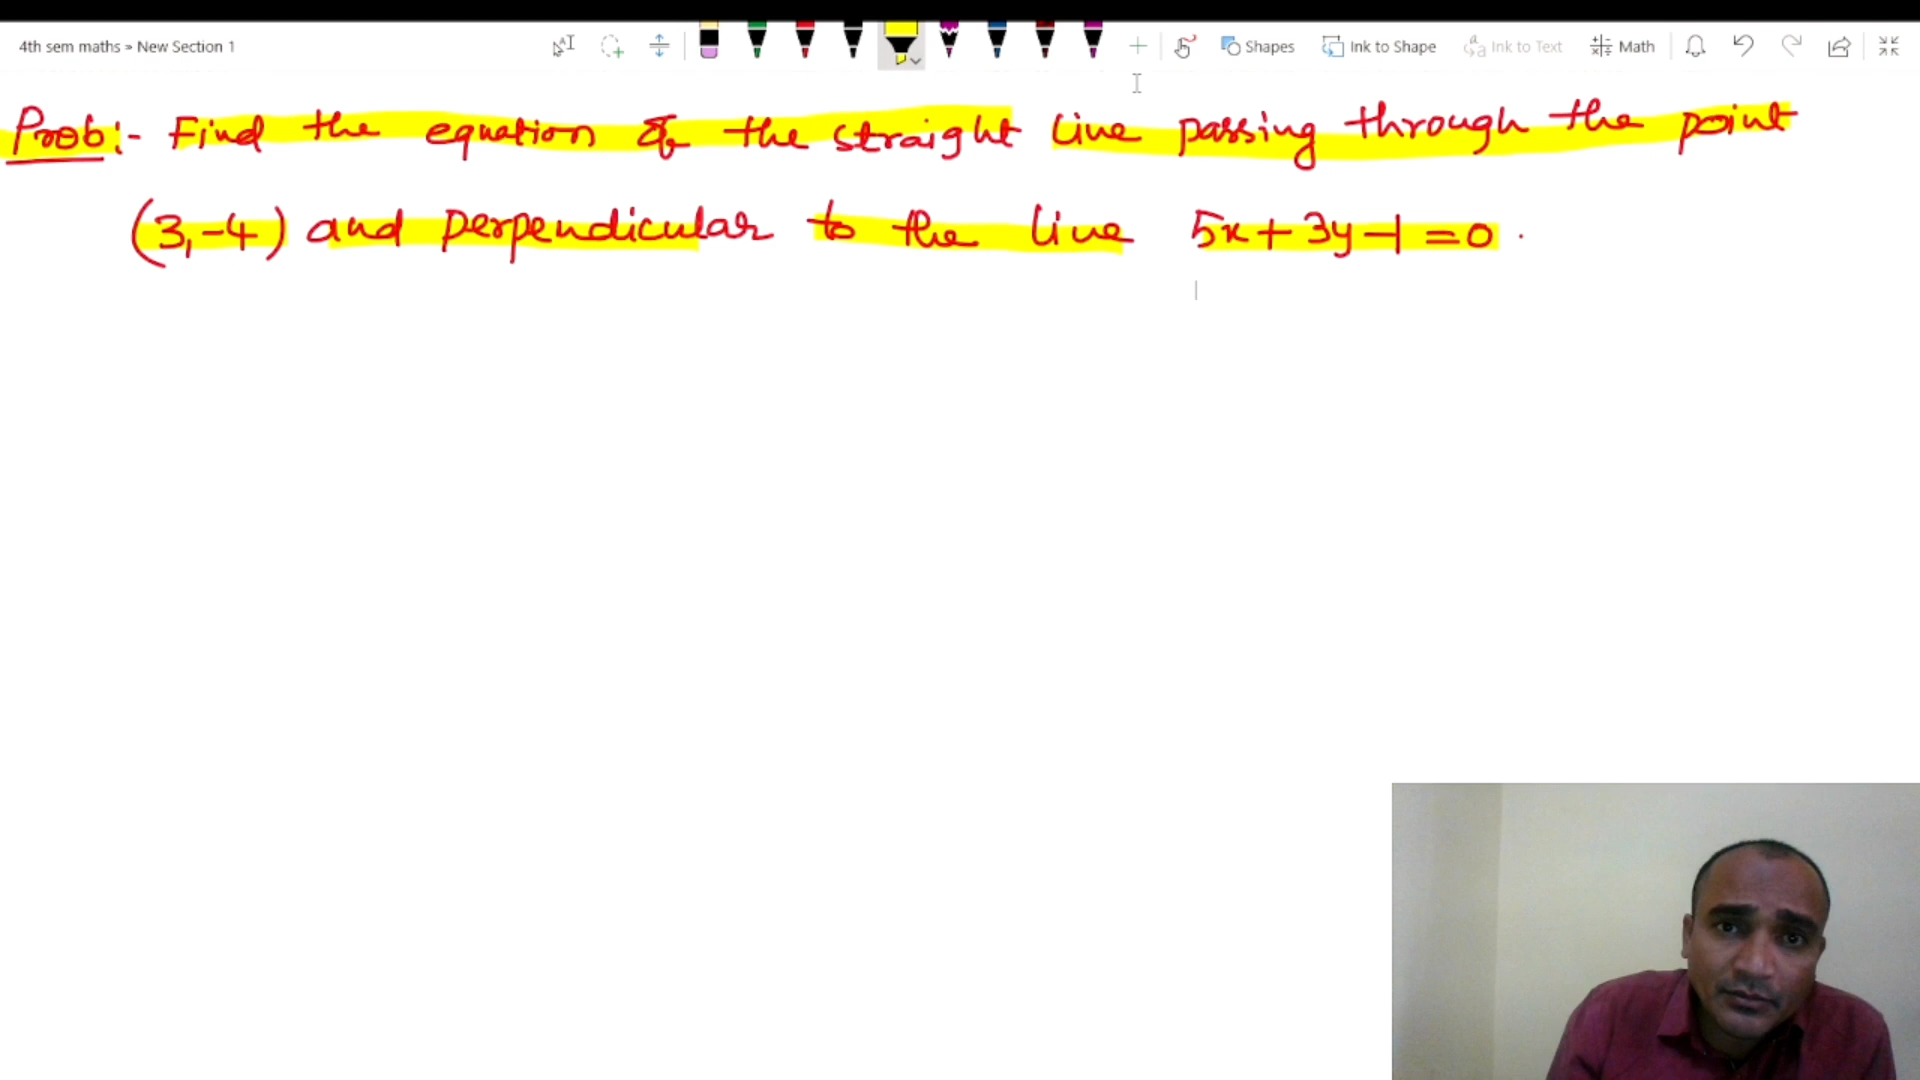 4th sem maths » New Section 1
Shapes Ink to Shape Ink to Text Math
Prob:- Find the equation of the straight line passing through the point
(3,-4) and perpendicular to the line 5x+3y-1=0.